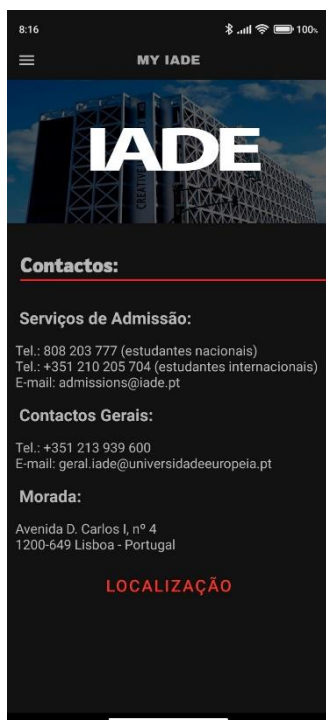 8:16
100%
MY IADE
IADE
CREATIVE
Contactos:
Serviços de Admissão:
Tel.: 808 203 777 (estudantes nacionais)
Tel.: +351 210 205 704 (estudantes internacionais)
E-mail: admissions@iade.pt
Contactos Gerais:
Tel.: +351 213 939 600
E-mail: geral.iade@universidadeeuropeia.pt
Morada:
Avenida D. Carlos I, nº 4
1200-649 Lisboa - Portugal
LOCALIZAÇÃO